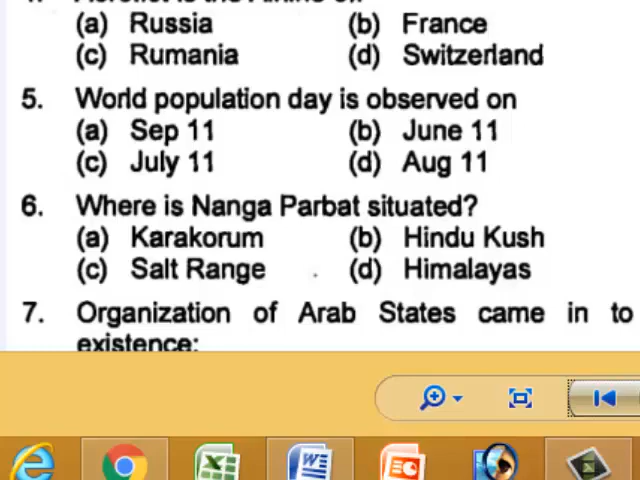 (a) Russia (b) France
(c) Rumania (d) Switzerland
5. World population day is observed on
(a) Sep 11 (b) June 11
(c) July 11 (d) Aug 11
6. Where is Nanga Parbat situated?
(a) Karakorum (b) Hindu Kush
(c) Salt Range (d) Himalayas
7. Organization of Arab States came in to
existence: